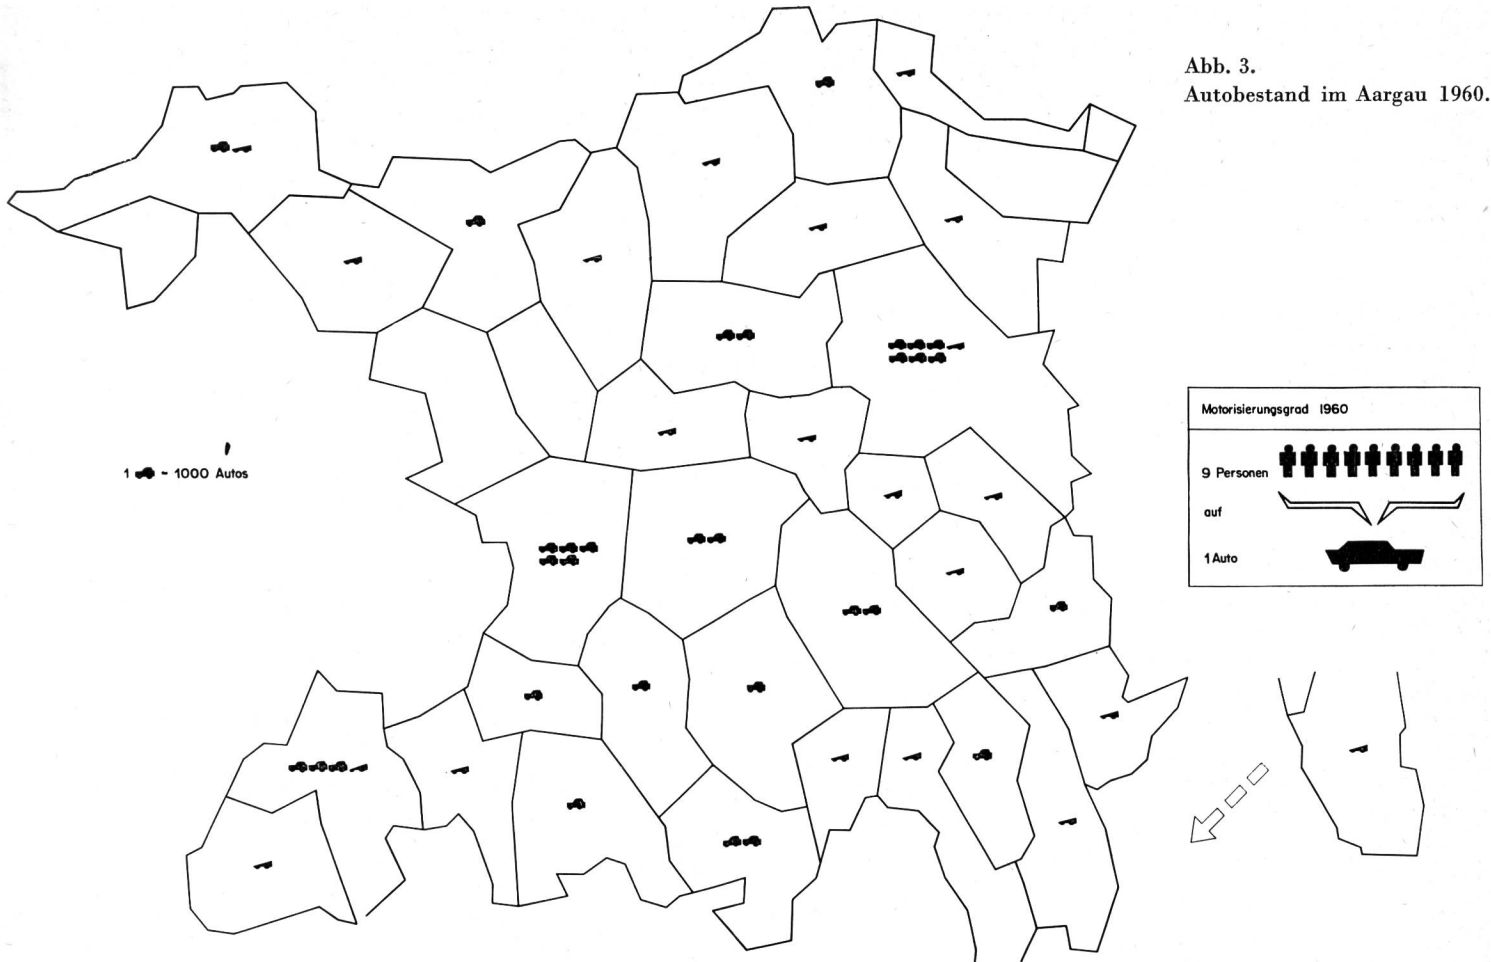 Abb. 3.
Autobestand im Aargau 1960.
1 - 1000 Autos
Motorisierungsgrad 1960
9 Personen
auf
1 Auto